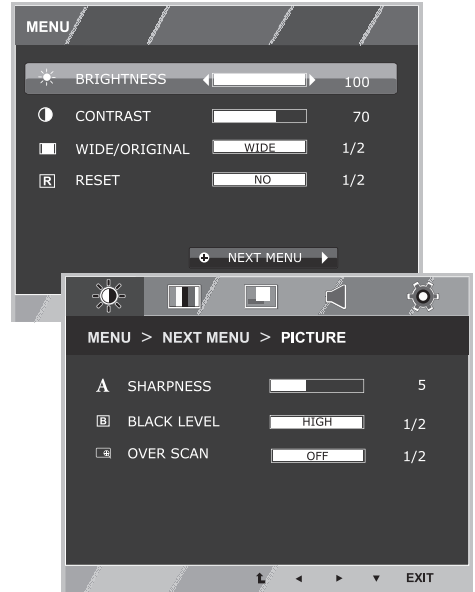 MENU
BRIGHTNESS 100
CONTRAST 70
WIDE/ORIGINAL WIDE 1/2
R RESET NO 1/2
NEXT MENU
MENU > NEXT MENU > PICTURE
A SHARPNESS 5
B BLACK LEVEL HIGH 1/2
OVER SCAN OFF 1/2
EXIT